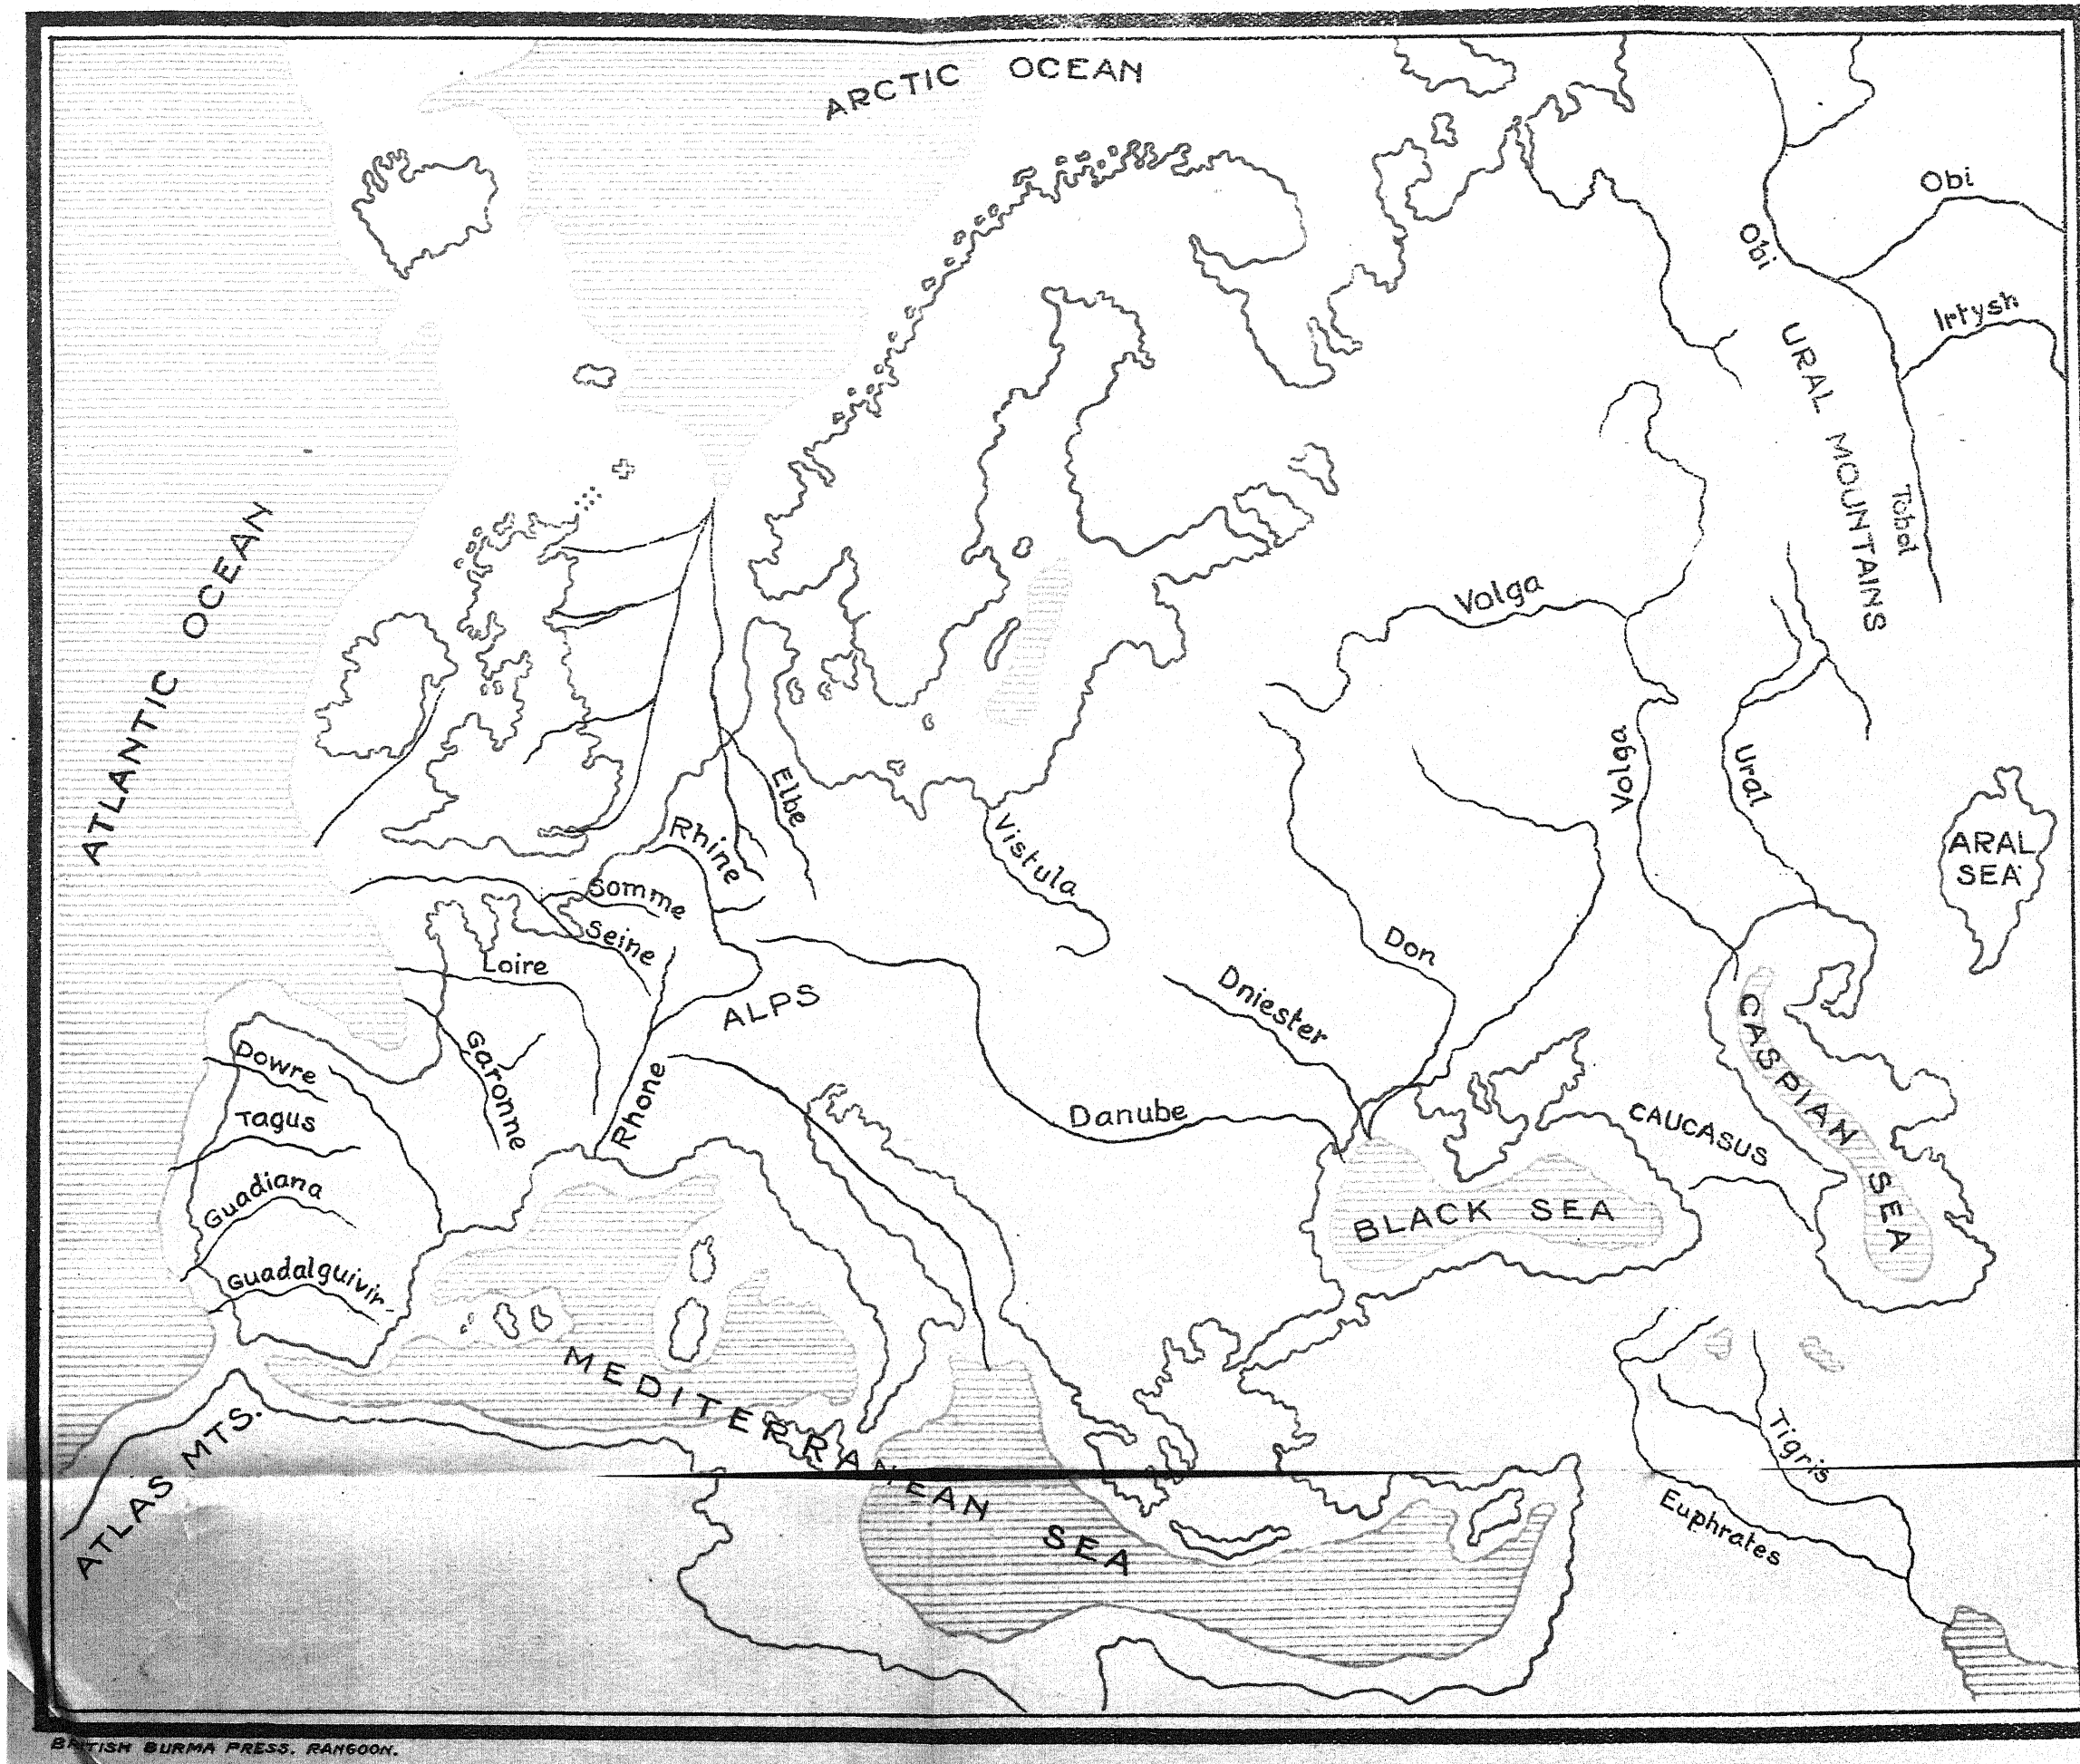 ARCTIC OCEAN
Obi
Obi
Irtysh
URAL MOUNTAINS
Tobol
ATLANTIC OCEAN
Volga
Volga
Ural
ARAL
SEA
Elbe
Rhine
Vistula
Somme
Seine
Loire
Don
Dniester
ALPS
CASPIAN SEA
Dowre
Garonne
Rhone
Danube
Tagus
CAUCASUS
Guadiana
BLACK SEA
Guadalguivir
MEDITERRANEAN SEA
ATLAS MTS.
Tigris
Euphrates
BRITISH BURMA PRESS. RANGOON.